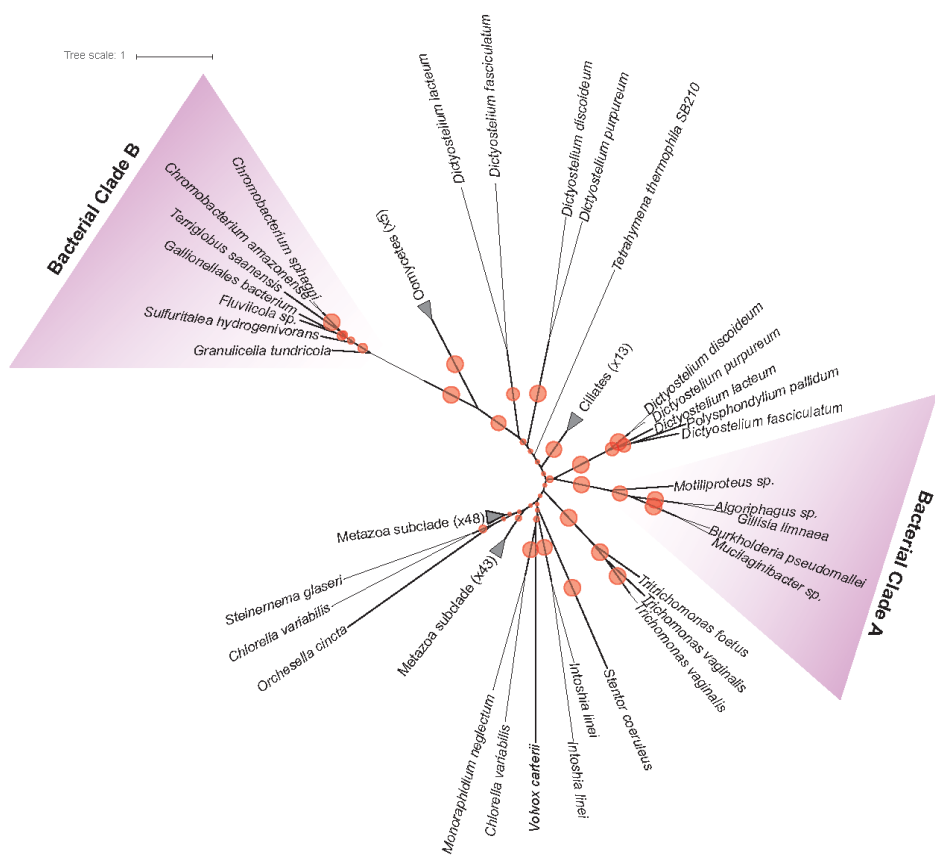 Tree scale: 1
Bacterial Clade B
Chromobacterium sphagni
Chromobacterium amazonense
Terriglobus saanensis
Gallionellales bacterium
Fluviicola sp.
Sulfuritalea hydrogenivorans
Granulicella tundricola
Oomycetes (x5)
Dictyostelium lacteum
Dictyostelium fasciculatum
Dictyostelium discoideum
Dictyostelium purpureum
Tetrahymena thermophila SB210
Ciliates (x13)
Dictyostelium discoideum
Dictyostelium purpureum
Dictyostelium lacteum
Polysphondylium pallidum
Dictyostelium fasciculatum
Bacterial Clade A
Motiliproteus sp.
Algoriphagus sp.
Gillisia limnaea
Burkholderia pseudomallei
Mucilaginibacter sp.
Tritrichomonas foetus
Trichomonas vaginalis
Trichomonas vaginalis
Stentor coeruleus
Intoshia linei
Intoshia linei
Volvox carterii
Chlorella variabilis
Monoraphidium neglectum
Metazoa subclade (x43)
Metazoa subclade (x48)
Steinernema glaseri
Chlorella variabilis
Orchesella cincta